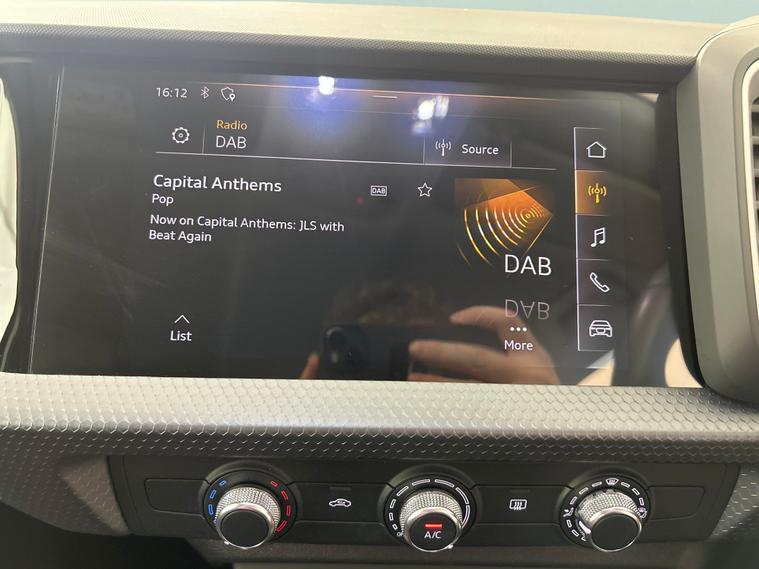 16:12
Radio
DAB
Source
Capital Anthems
DAB
Pop
Now on Capital Anthems: JLS with
Beat Again
DAB
DAB
List
More
A/C